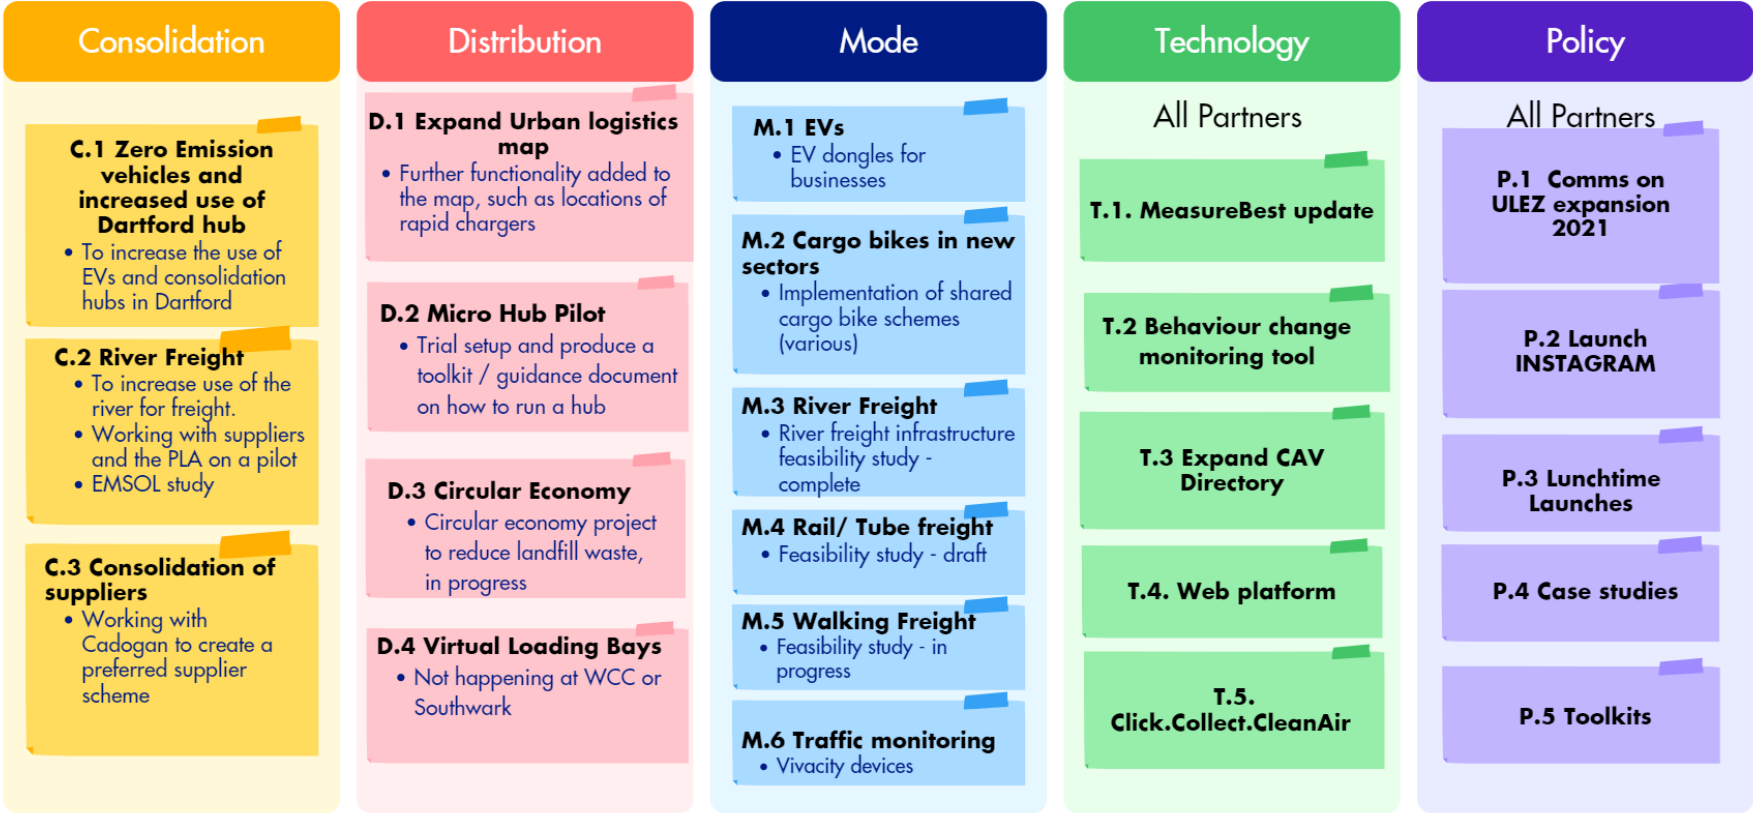 Consolidation
C.1 Zero Emission
vehicles and
increased use of
Dartford hub
• To increase the use of
EVs and consolidation
hubs in Dartford
C.2 River Freight
• To increase use of the
river for freight.
• Working with suppliers
and the PLA on a pilot
• EMSOL study
C.3 Consolidation of
suppliers
• Working with
Cadogan to create a
preferred supplier
scheme
Distribution
D.1 Expand Urban logistics
map
• Further functionality added to
the map, such as locations of
rapid chargers
D.2 Micro Hub Pilot
• Trial setup and produce a
toolkit / guidance document
on how to run a hub
D.3 Circular Economy
• Circular economy project
to reduce landfill waste,
in progress
D.4 Virtual Loading Bays
• Not happening at WCC or
Southwark
Mode
M.1 EVs
• EV dongles for
businesses
M.2 Cargo bikes in new
sectors
• Implementation of shared
cargo bike schemes
(various)
M.3 River Freight
• River freight infrastructure
feasibility study -
complete
M.4 Rail/ Tube freight
• Feasibility study - draft
M.5 Walking Freight
• Feasibility study - in
progress
M.6 Traffic monitoring
• Vivacity devices
Technology
All Partners
T.1. MeasureBest update
T.2 Behaviour change
monitoring tool
T.3 Expand CAV
Directory
T.4. Web platform
T.5.
Click.Collect.CleanAir
Policy
All Partners
P.1 Comms on
ULEZ expansion
2021
P.2 Launch
INSTAGRAM
P.3 Lunchtime
Launches
P.4 Case studies
P.5 Toolkits